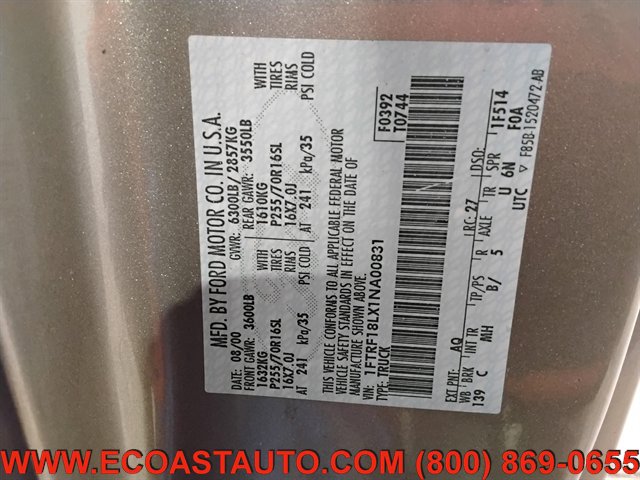 MFD. BY FORD MOTOR CO. IN U.S.A.
DATE: 08/00 GVWR: 6300LB/ 2857KG
FRONT GAWR: 3600LB REAR GAWR: 3550LB
1632KG WITH 1610KG WITH
P255/70R16SL TIRES P255/70R16SL TIRES
16X7.0J RIMS 16X7.0J RIMS
AT 241 kPa/35 PSI COLD AT 241 kPa/35 PSI COLD
THIS VEHICLE CONFORMS TO ALL APPLICABLE FEDERAL MOTOR
VEHICLE SAFETY STANDARDS IN EFFECT ON THE DATE OF
MANUFACTURE SHOWN ABOVE.
VIN: 1FTRF18LX1NA00831
TYPE: TRUCK
F0392
T0744
EXT PNT: AQ RC: 27 DSO:
WB BRK INT TR TP/PS R AXLE TR SPR
139 C MH B/ 5 U 6N 1F514
F0A
UTC ▽ F85B-1520472-AB
WWW.ECOASTAUTO.COM (800) 869-0655